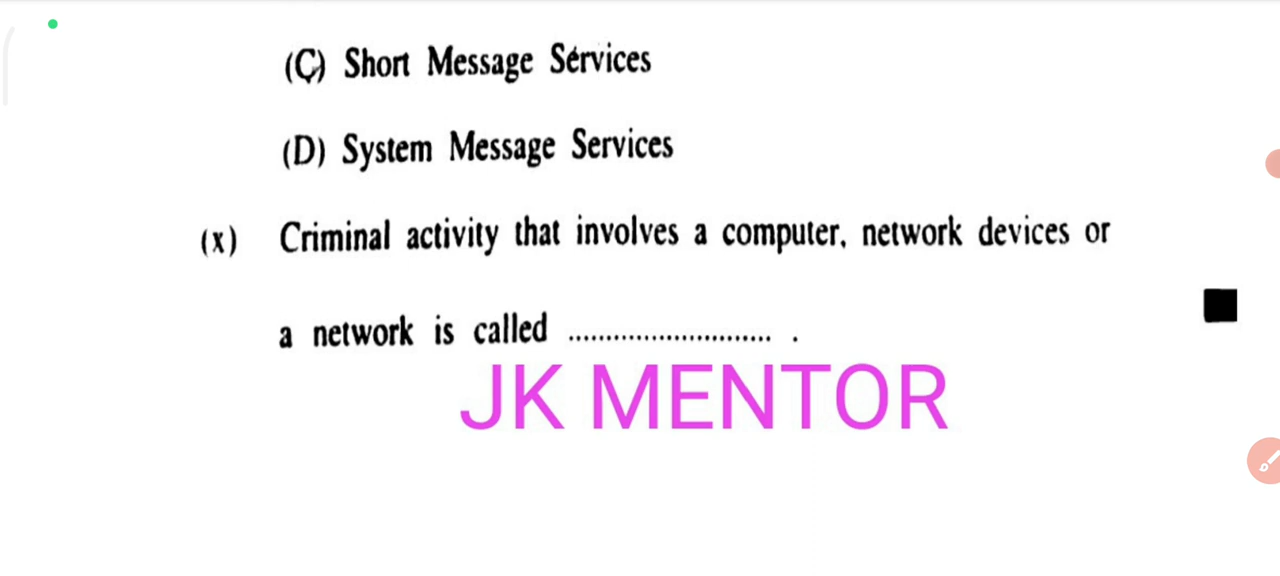 (C) Short Message Services
(D) System Message Services
(x) Criminal activity that involves a computer, network devices or
a network is called ........................... .
JK MENTOR